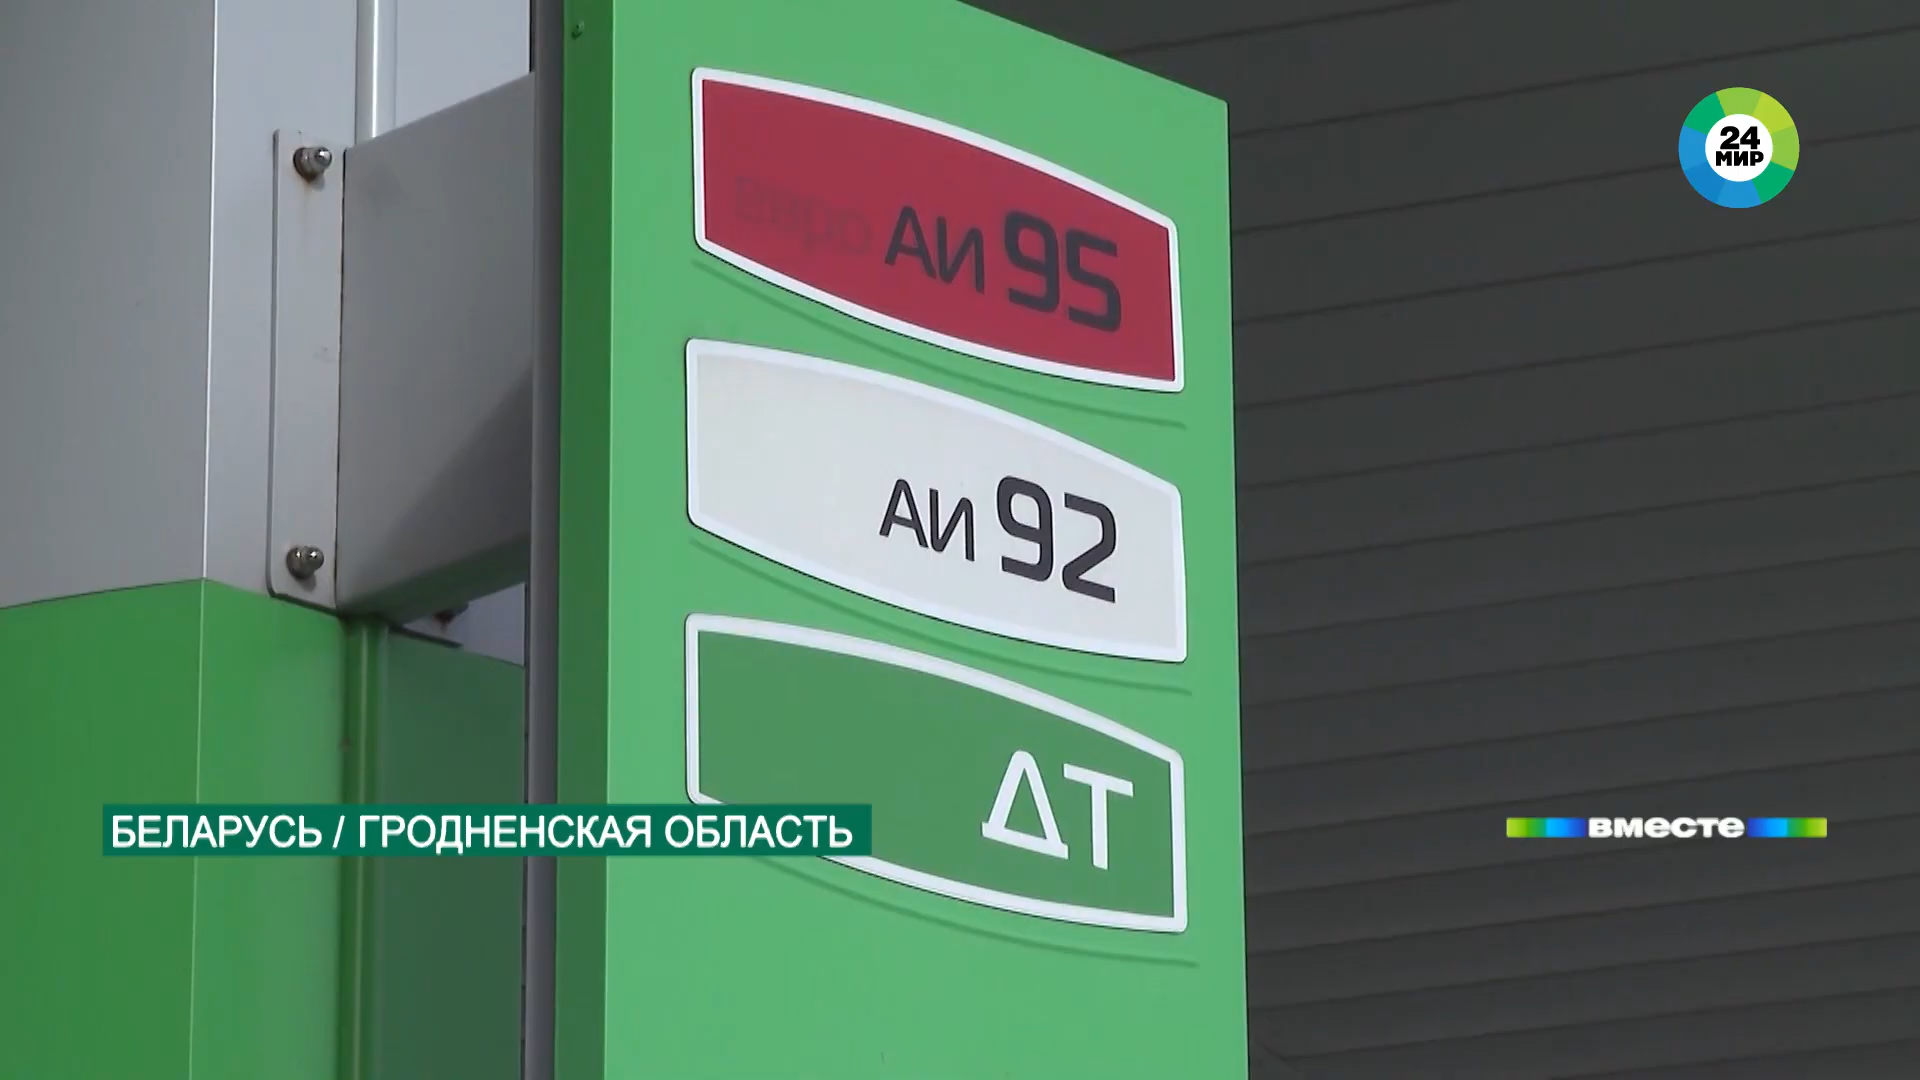 евро АИ 95
24
МИР
АИ 92
ДТ
БЕЛАРУСЬ / ГРОДНЕНСКАЯ ОБЛАСТЬ
вместе